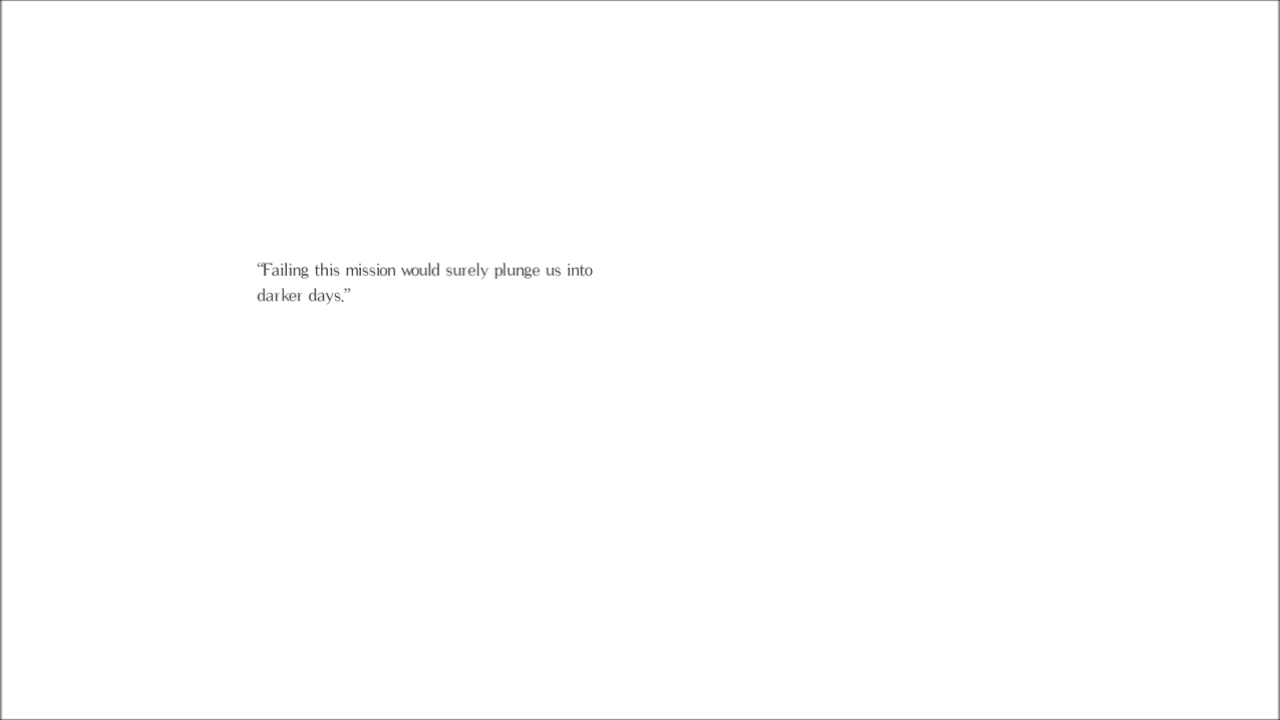 “Failing this mission would surely plunge us into
darker days.”